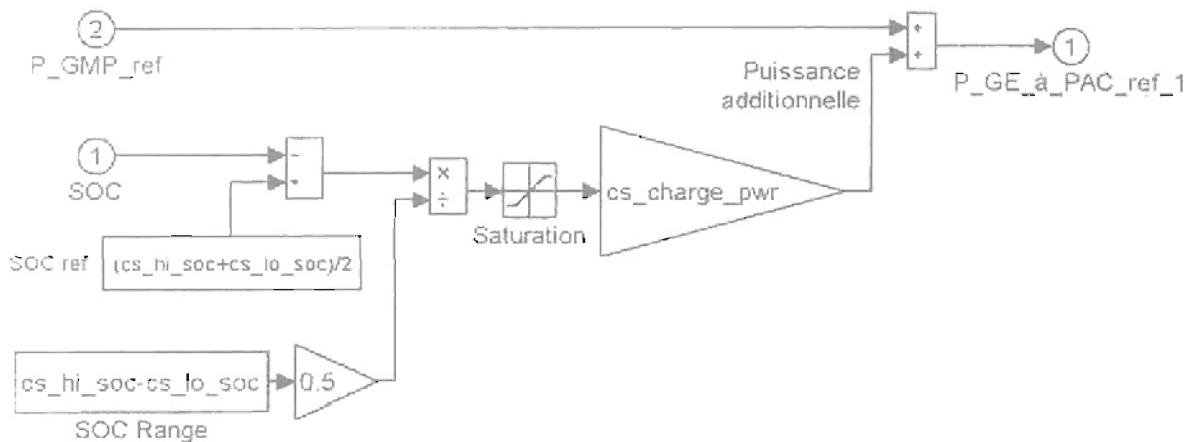 2
P_GMP_ref
1
P_GE_à_PAC_ref_1
Puissance
additionnelle
1
SOC
cs_charge_pwr
Saturation
SOC ref
(cs_hi_soc+cs_lo_soc)/2
cs_hi_soc-cs_lo_soc
0.5
SOC Range